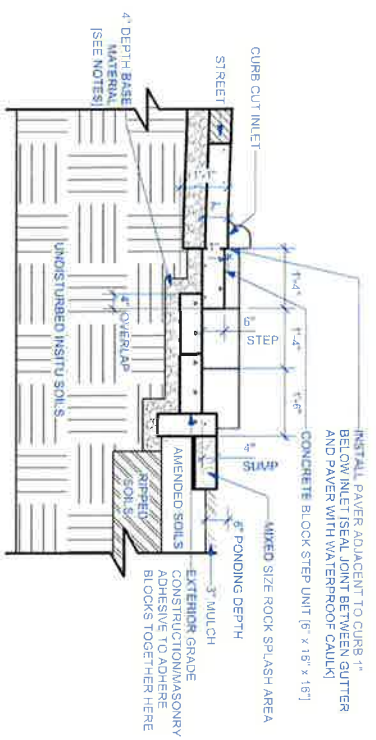 INSTALL PAVER ADJACENT TO CURB 1"
BELOW INLET [SEAL JOINT BETWEEN GUTTER
AND PAVER WITH WATERPROOF CAULK]
CONCRETE BLOCK STEP UNIT [6" x 16" x 16"]
MIXED SIZE ROCK SPLASH AREA
6" PONDING DEPTH
3" MULCH
EXTERIOR GRADE
CONSTRUCTION/MASONRY
ADHESIVE TO ADHERE
BLOCKS TOGETHER HERE
CURB CUT INLET
STREET
4" DEPTH BASE
MATERIAL
[SEE NOTES]
1'-4"
1'-4"
1'-6"
6"
STEP
4"
SUMP
1'-1"
1"
4" OVERLAP
AMENDED SOILS
RIPPED
SOILS
UNDISTURBED INSITU SOILS